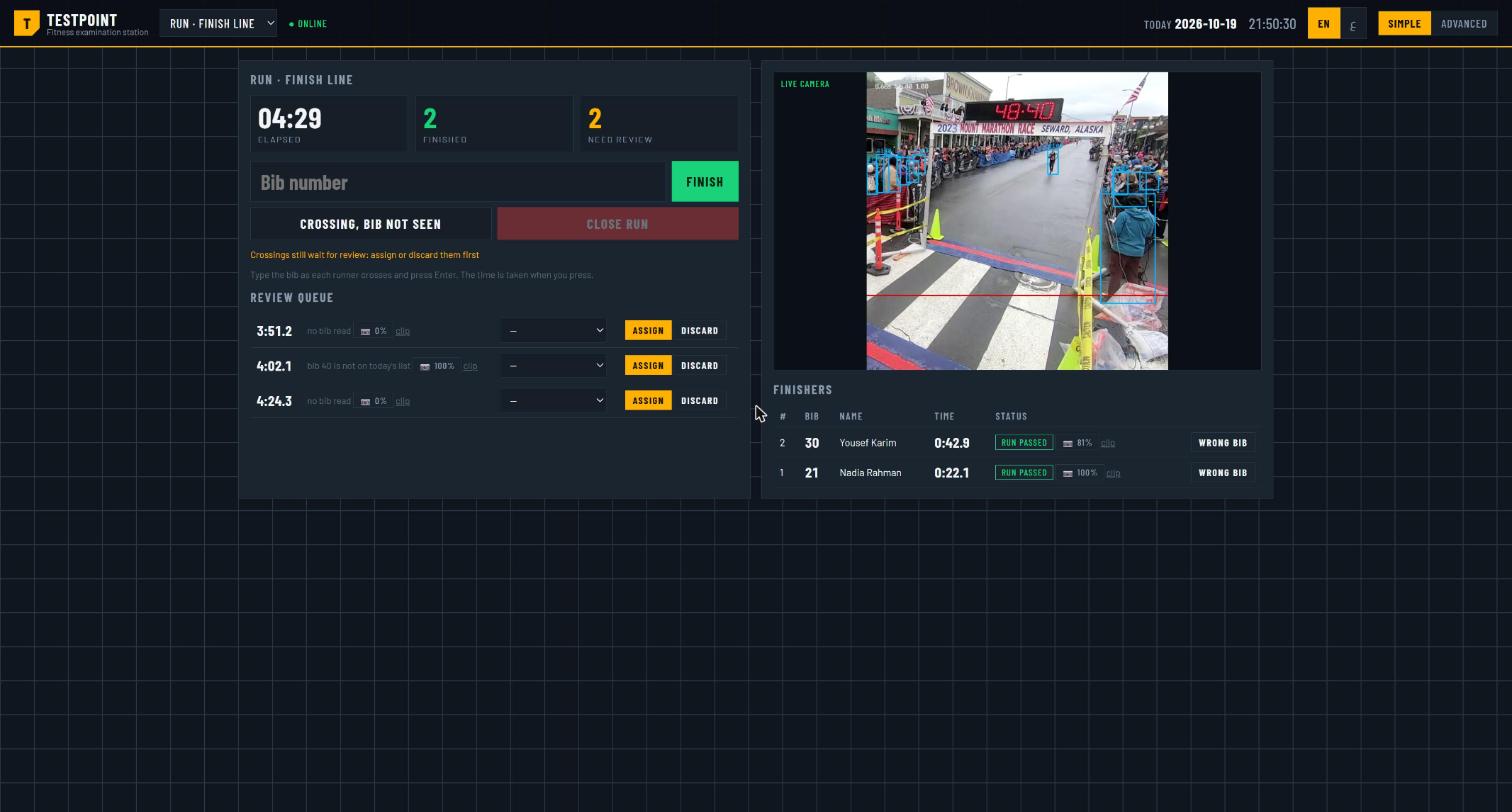 T
TESTPOINT
Fitness examination station
RUN · FINISH LINE
ONLINE
TODAY 2026-10-19 21:50:30
EN
ع
SIMPLE
ADVANCED
RUN · FINISH LINE
04:29
ELAPSED
2
FINISHED
2
NEED REVIEW
Bib number
FINISH
CROSSING, BIB NOT SEEN
CLOSE RUN
Crossings still wait for review: assign or discard them first
Type the bib as each runner crosses and press Enter. The time is taken when you press.
REVIEW QUEUE
3:51.2 no bib read 0% clip – ASSIGN DISCARD
4:02.1 bib 40 is not on today's list 100% clip – ASSIGN DISCARD
4:24.3 no bib read 0% clip – ASSIGN DISCARD
LIVE CAMERA
48:40
2023 MOUNT MARATHON RACE SEWARD, ALASKA
FINISHERS
# BIB NAME TIME STATUS
2 30 Yousef Karim 0:42.9 RUN PASSED 81% clip WRONG BIB
1 21 Nadia Rahman 0:22.1 RUN PASSED 100% clip WRONG BIB